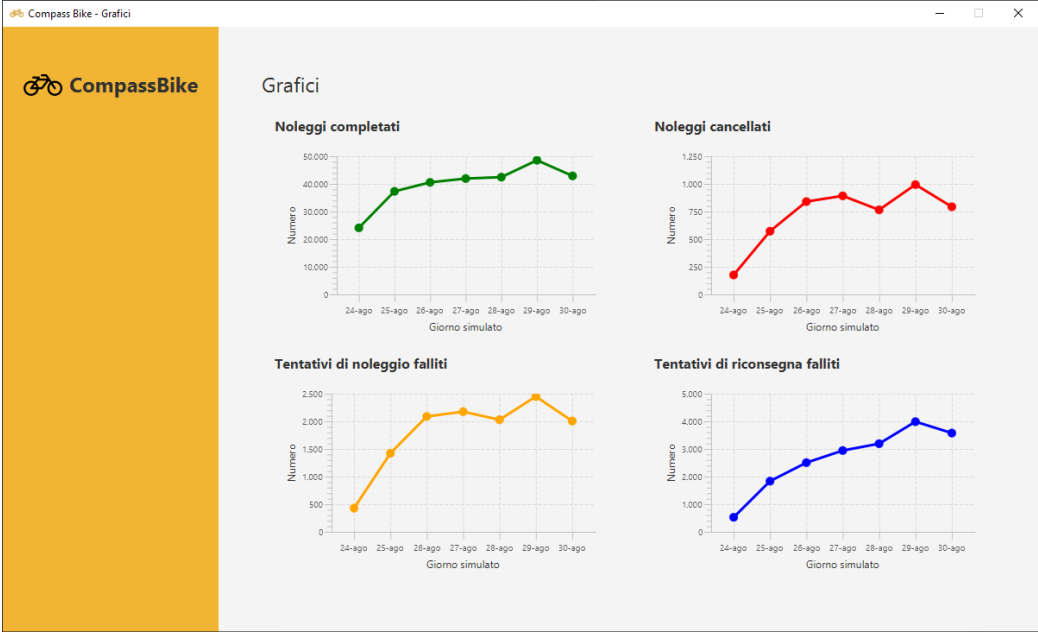 Compass Bike - Grafici
CompassBike
Grafici
Noleggi completati
50.000
40.000
30.000
20.000
10.000
0
Numero
24-ago 25-ago 26-ago 27-ago 28-ago 29-ago 30-ago
Giorno simulato
Noleggi cancellati
1.250
1.000
750
500
250
0
Numero
24-ago 25-ago 26-ago 27-ago 28-ago 29-ago 30-ago
Giorno simulato
Tentativi di noleggio falliti
2.500
2.000
1.500
1.000
500
0
Numero
24-ago 25-ago 26-ago 27-ago 28-ago 29-ago 30-ago
Giorno simulato
Tentativi di riconsegna falliti
5.000
4.000
3.000
2.000
1.000
0
Numero
24-ago 25-ago 26-ago 27-ago 28-ago 29-ago 30-ago
Giorno simulato